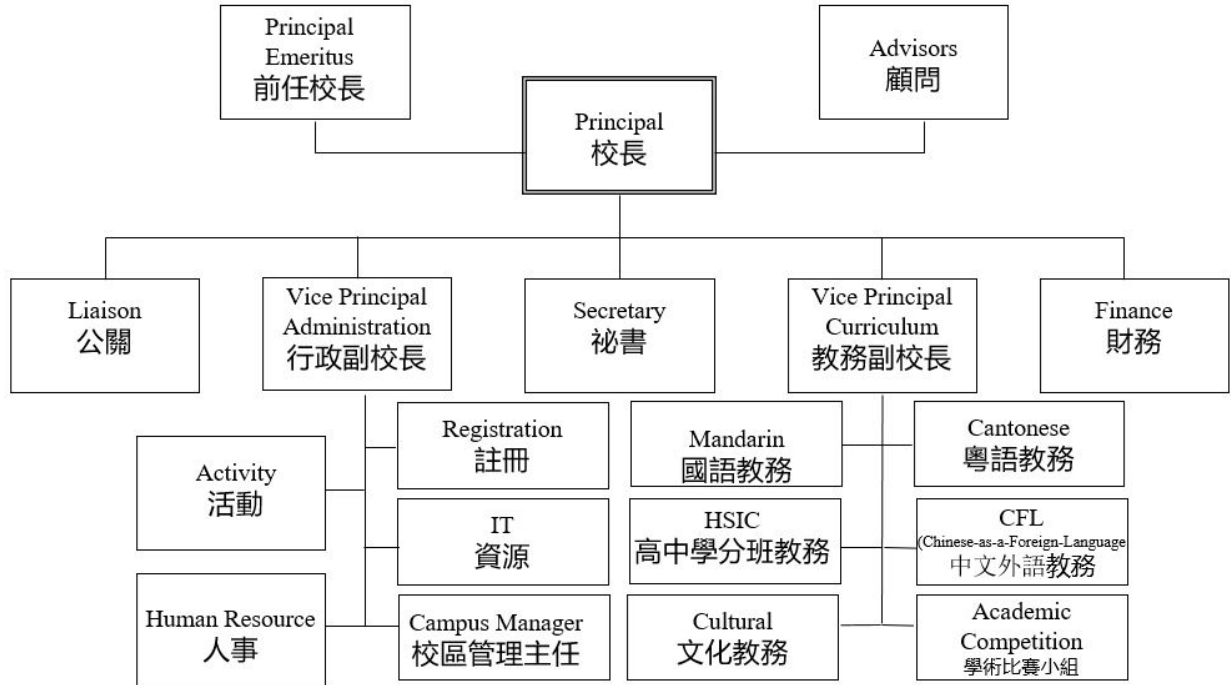 Principal
Emeritus
前任校長
Advisors
顧問
Principal
校長
Liaison
公關
Vice Principal
Administration
行政副校長
Secretary
祕書
Vice Principal
Curriculum
教務副校長
Finance
財務
Activity
活動
Registration
註冊
Mandarin
國語教務
Cantonese
粵語教務
IT
資源
HSIC
高中學分班教務
CFL
(Chinese-as-a-Foreign-Language
中文外語教務
Human Resource
人事
Campus Manager
校區管理主任
Cultural
文化教務
Academic
Competition
學術比賽小組